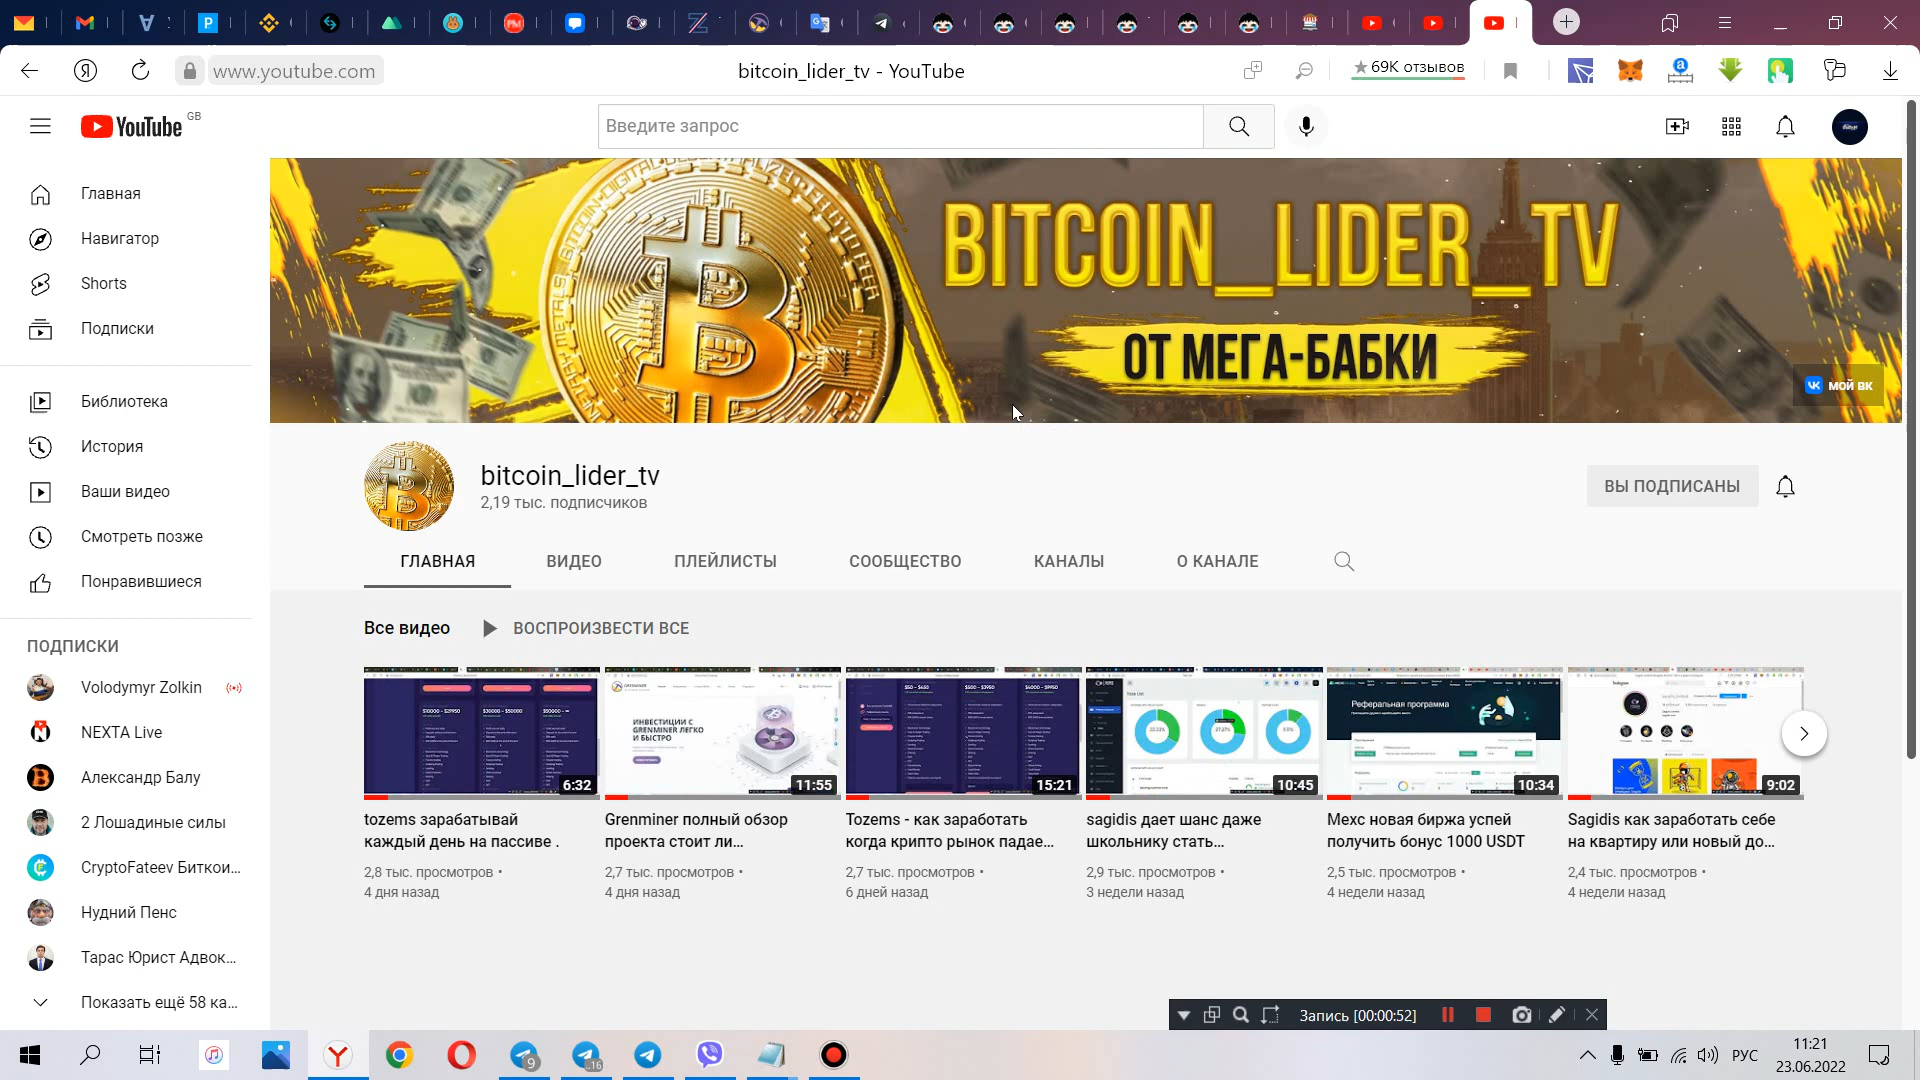 www.youtube.com
bitcoin_lider_tv - YouTube
★ 69K отзывов
YouTube GB
Введите запрос
Главная
Навигатор
Shorts
Подписки
Библиотека
История
Ваши видео
Смотреть позже
Понравившиеся
ПОДПИСКИ
Volodymyr Zolkin
NEXTA Live
Александр Балу
2 Лошадиные силы
CryptoFateev Биткои...
Нудний Пенс
Тарас Юрист Адвок...
Показать ещё 58 ка...
BITCOIN_LIDER_TV
ОТ МЕГА-БАБКИ
МОЙ ВК
bitcoin_lider_tv
2,19 тыс. подписчиков
ВЫ ПОДПИСАНЫ
ГЛАВНАЯ ВИДЕО ПЛЕЙЛИСТЫ СООБЩЕСТВО КАНАЛЫ О КАНАЛЕ
Все видео ВОСПРОИЗВЕСТИ ВСЕ
ИНВЕСТИЦИИ С
GRENMINER ЛЕГКО
И БЫСТРО
Реферальная программа
6:32 11:55 15:21 10:45 10:34 9:02
tozems зарабатывай
каждый день на пассиве .
2,8 тыс. просмотров •
4 дня назад
Grenminer полный обзор
проекта стоит ли...
2,7 тыс. просмотров •
4 дня назад
Tozems - как заработать
когда крипто рынок падае...
2,7 тыс. просмотров •
6 дней назад
sagidis дает шанс даже
школьнику стать...
2,9 тыс. просмотров •
3 недели назад
Мехс новая биржа успей
получить бонус 1000 USDT
2,5 тыс. просмотров •
4 недели назад
Sagidis как заработать себе
на квартиру или новый до...
2,4 тыс. просмотров •
4 недели назад
Запись [00:00:52]
РУС
11:21
23.06.2022